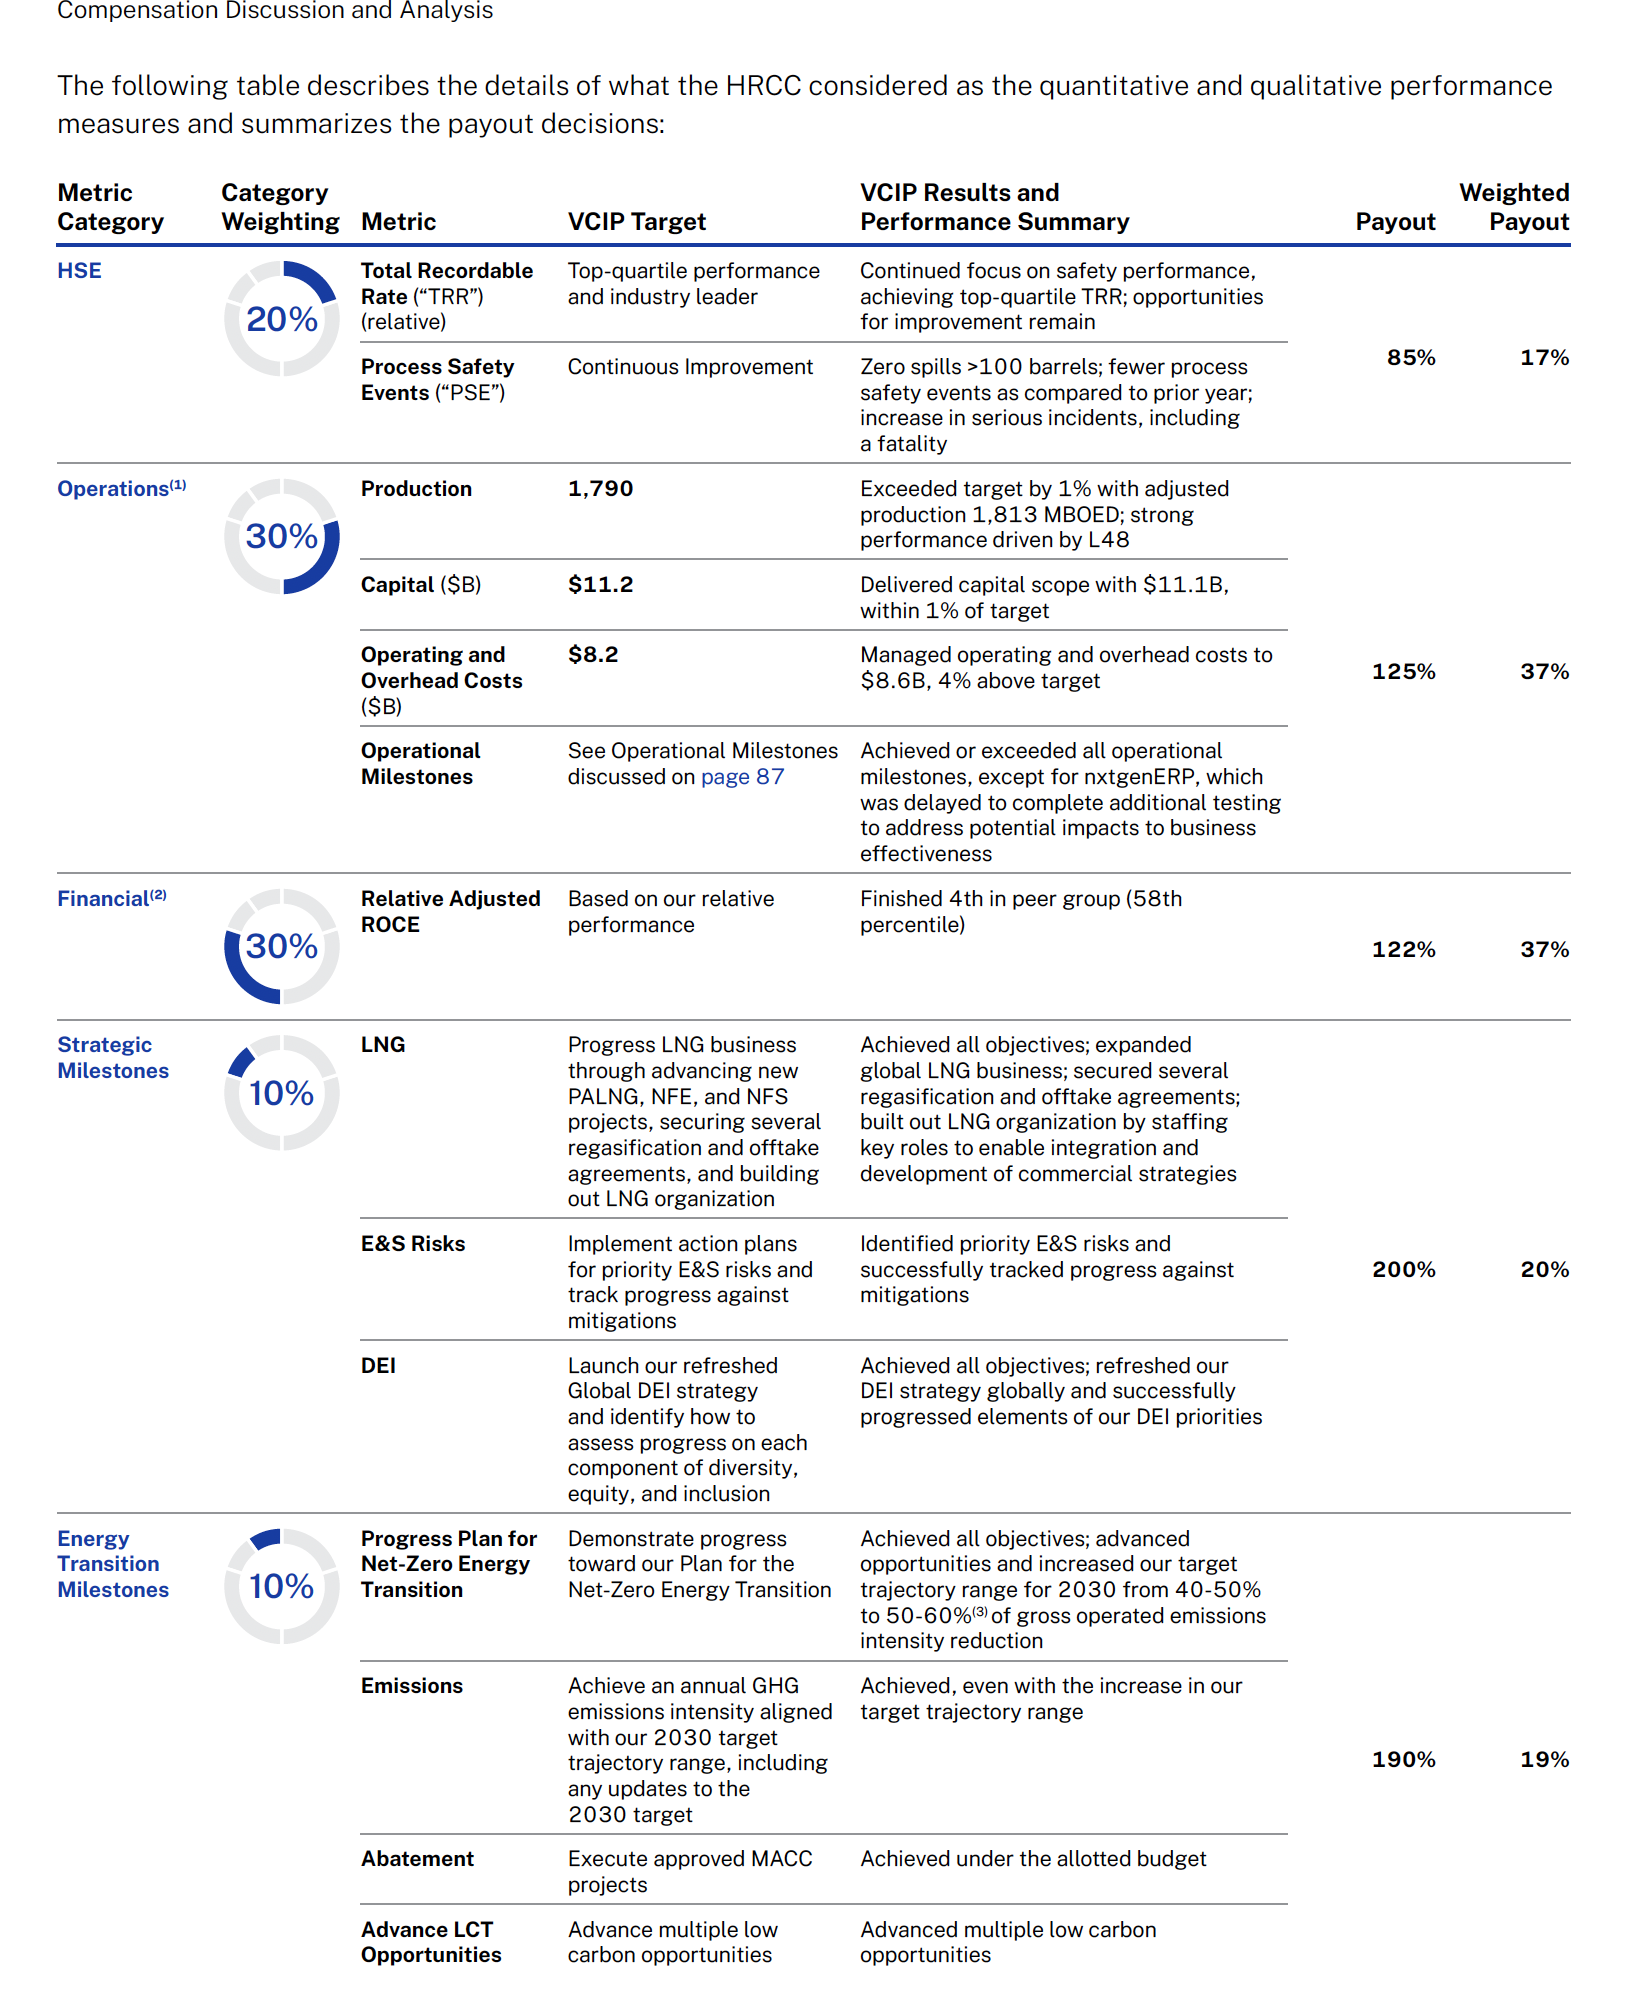 Compensation Discussion and Analysis
The following table describes the details of what the HRCC considered as the quantitative and qualitative performance
measures and summarizes the payout decisions:
Metric Category
Category Weighting
Metric
VCIP Target
VCIP Results and Performance Summary
Payout
Weighted Payout
HSE
20%
Total Recordable
Rate (“TRR”)
(relative)
Top-quartile performance
and industry leader
Continued focus on safety performance,
achieving top-quartile TRR; opportunities
for improvement remain
Process Safety
Events (“PSE”)
Continuous Improvement
Zero spills >100 barrels; fewer process
safety events as compared to prior year;
increase in serious incidents, including
a fatality
85%
17%
Operations(1)
30%
Production
1,790
Exceeded target by 1% with adjusted
production 1,813 MBOED; strong
performance driven by L48
Capital ($B)
$11.2
Delivered capital scope with $11.1B,
within 1% of target
Operating and
Overhead Costs
($B)
$8.2
Managed operating and overhead costs to
$8.6B, 4% above target
Operational
Milestones
See Operational Milestones
discussed on page 87
Achieved or exceeded all operational
milestones, except for nxtgenERP, which
was delayed to complete additional testing
to address potential impacts to business
effectiveness
125%
37%
Financial(2)
30%
Relative Adjusted
ROCE
Based on our relative
performance
Finished 4th in peer group (58th
percentile)
122%
37%
Strategic
Milestones
10%
LNG
Progress LNG business
through advancing new
PALNG, NFE, and NFS
projects, securing several
regasification and offtake
agreements, and building
out LNG organization
Achieved all objectives; expanded
global LNG business; secured several
regasification and offtake agreements;
built out LNG organization by staffing
key roles to enable integration and
development of commercial strategies
E&S Risks
Implement action plans
for priority E&S risks and
track progress against
mitigations
Identified priority E&S risks and
successfully tracked progress against
mitigations
DEI
Launch our refreshed
Global DEI strategy
and identify how to
assess progress on each
component of diversity,
equity, and inclusion
Achieved all objectives; refreshed our
DEI strategy globally and successfully
progressed elements of our DEI priorities
200%
20%
Energy
Transition
Milestones
10%
Progress Plan for
Net-Zero Energy
Transition
Demonstrate progress
toward our Plan for the
Net-Zero Energy Transition
Achieved all objectives; advanced
opportunities and increased our target
trajectory range for 2030 from 40-50%
to 50-60%(3) of gross operated emissions
intensity reduction
Emissions
Achieve an annual GHG
emissions intensity aligned
with our 2030 target
trajectory range, including
any updates to the
2030 target
Achieved, even with the increase in our
target trajectory range
Abatement
Execute approved MACC
projects
Achieved under the allotted budget
Advance LCT
Opportunities
Advance multiple low
carbon opportunities
Advanced multiple low carbon
opportunities
190%
19%